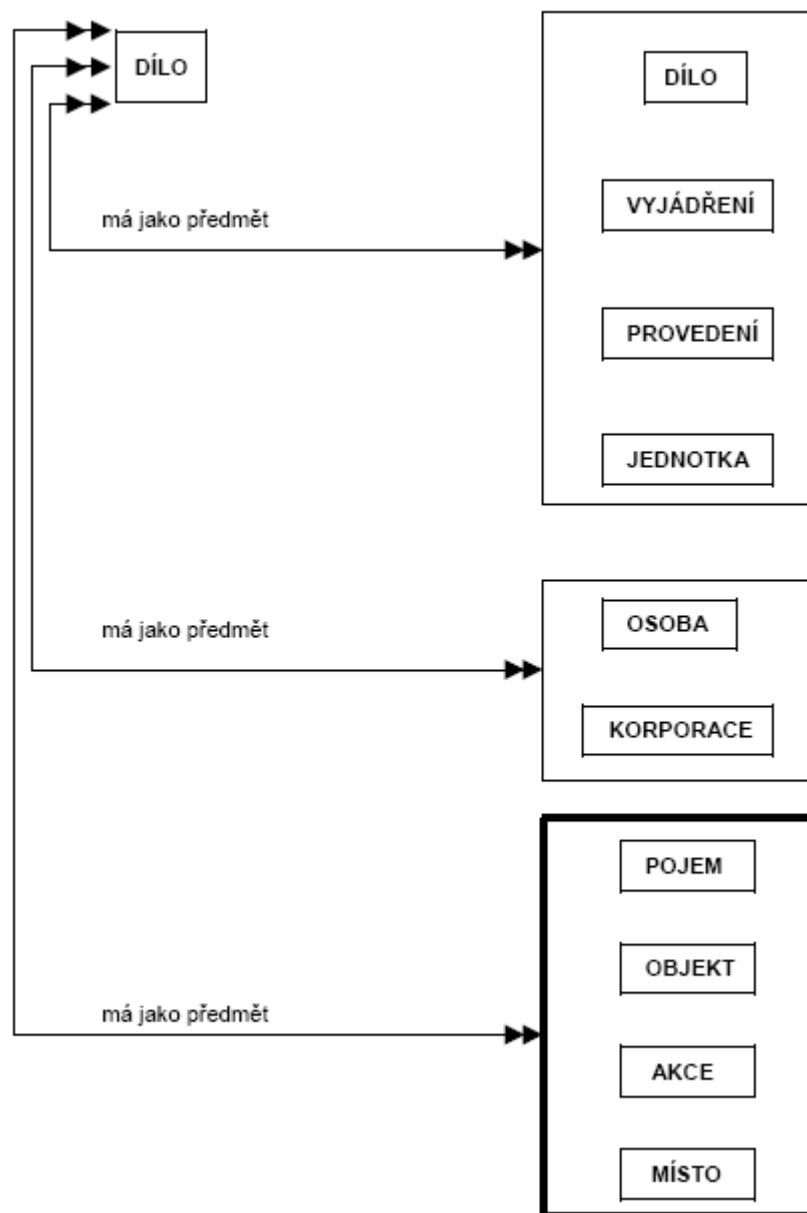 DÍLO
DÍLO
VYJÁDŘENÍ
má jako předmět
PROVEDENÍ
JEDNOTKA
má jako předmět
OSOBA
KORPORACE
POJEM
OBJEKT
má jako předmět
AKCE
MÍSTO